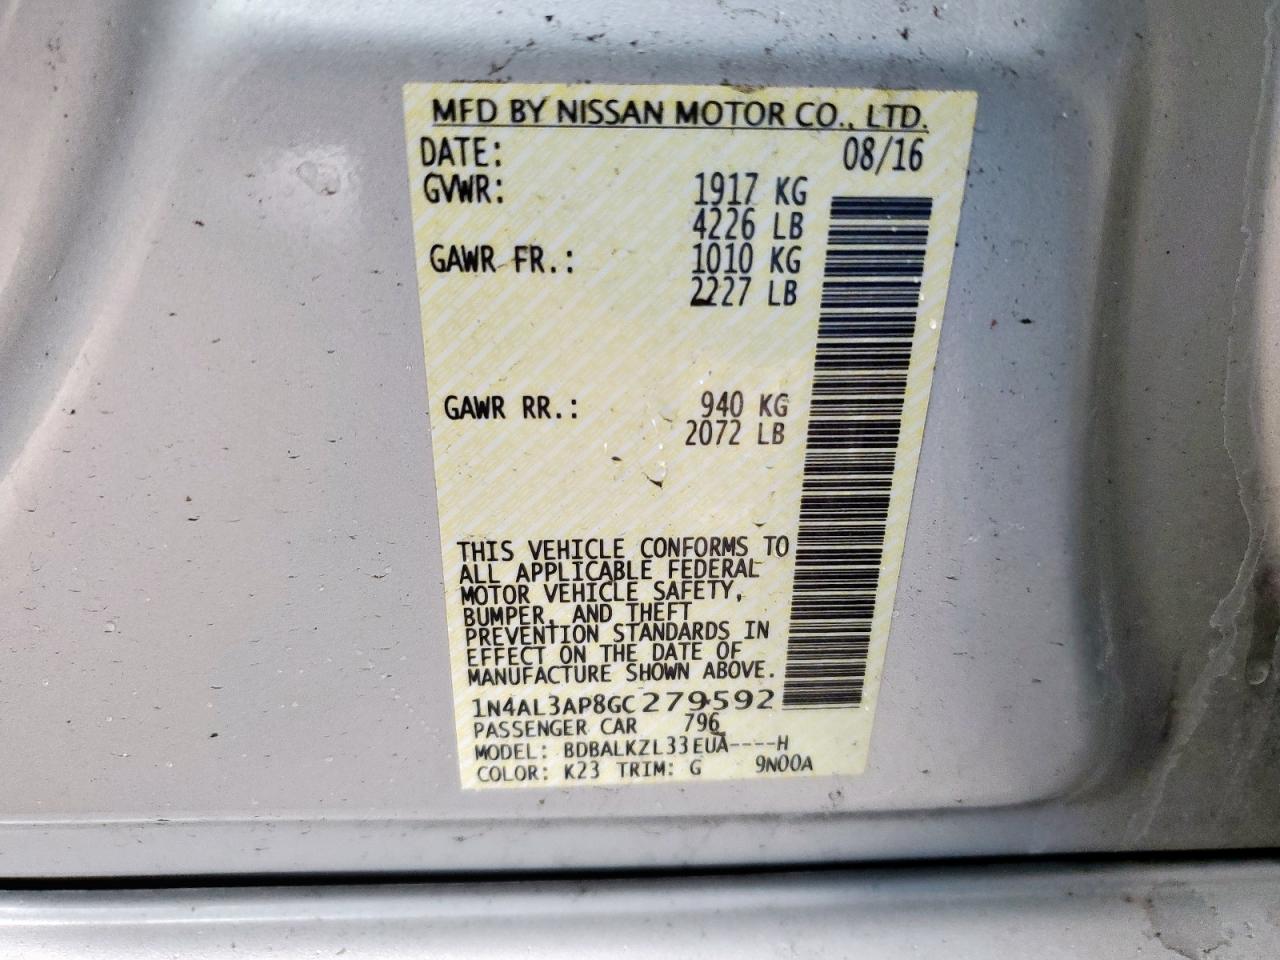 MFD BY NISSAN MOTOR CO., LTD.
DATE: 08/16
GVWR: 1917 KG
4226 LB
GAWR FR.: 1010 KG
2227 LB
GAWR RR.: 940 KG
2072 LB
THIS VEHICLE CONFORMS TO
ALL APPLICABLE FEDERAL
MOTOR VEHICLE SAFETY,
BUMPER, AND THEFT
PREVENTION STANDARDS IN
EFFECT ON THE DATE OF
MANUFACTURE SHOWN ABOVE.
1N4AL3AP8GC279592
PASSENGER CAR 796
MODEL: BDBALKZL33EUA----H
COLOR: K23 TRIM: G 9N00A